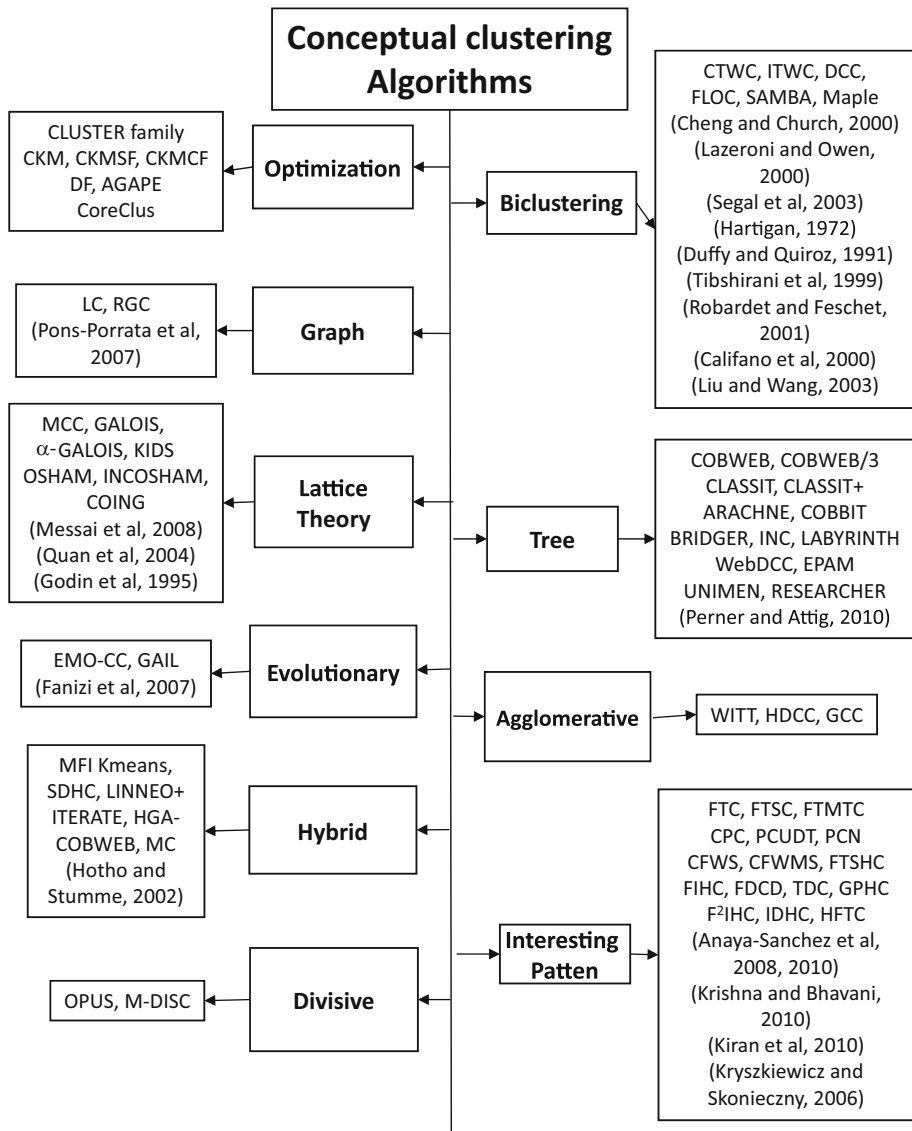 Conceptual clustering
Algorithms
CLUSTER family
CKM, CKMSF, CKMCF
DF, AGAPE
CoreClus
Optimization
LC, RGC
(Pons-Porrata et al,
2007)
Graph
MCC, GALOIS,
α-GALOIS, KIDS
OSHAM, INCOSHAM,
COING
(Messai et al, 2008)
(Quan et al, 2004)
(Godin et al, 1995)
Lattice
Theory
EMO-CC, GAIL
(Fanizi et al, 2007)
Evolutionary
MFI Kmeans,
SDHC, LINNEO+
ITERATE, HGA-
COBWEB, MC
(Hotho and
Stumme, 2002)
Hybrid
OPUS, M-DISC
Divisive
Biclustering
CTWC, ITWC, DCC,
FLOC, SAMBA, Maple
(Cheng and Church, 2000)
(Lazeroni and Owen,
2000)
(Segal et al, 2003)
(Hartigan, 1972)
(Duffy and Quiroz, 1991)
(Tibshirani et al, 1999)
(Robardet and Feschet,
2001)
(Califano et al, 2000)
(Liu and Wang, 2003)
Tree
COBWEB, COBWEB/3
CLASSIT, CLASSIT+
ARACHNE, COBBIT
BRIDGER, INC, LABYRINTH
WebDCC, EPAM
UNIMEN, RESEARCHER
(Perner and Attig, 2010)
Agglomerative
WITT, HDCC, GCC
Interesting
Patten
FTC, FTSC, FTMTC
CPC, PCUDT, PCN
CFWS, CFWMS, FTSHC
FIHC, FDCD, TDC, GPHC
F²IHC, IDHC, HFTC
(Anaya-Sanchez et al,
2008, 2010)
(Krishna and Bhavani,
2010)
(Kiran et al, 2010)
(Kryszkiewicz and
Skonieczny, 2006)